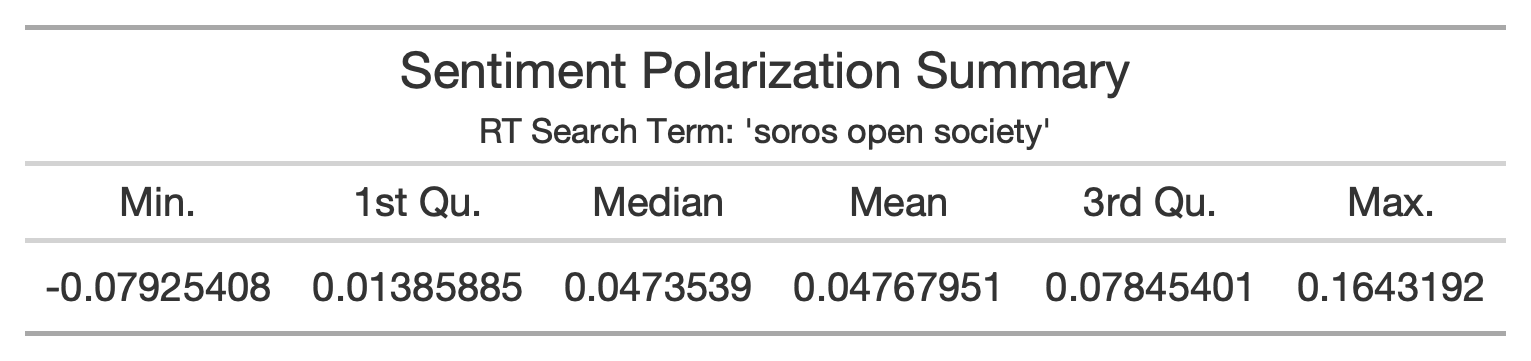 Sentiment Polarization Summary
RT Search Term: 'soros open society'
Min. 1st Qu. Median Mean 3rd Qu. Max.
-0.07925408 0.01385885 0.0473539 0.04767951 0.07845401 0.1643192